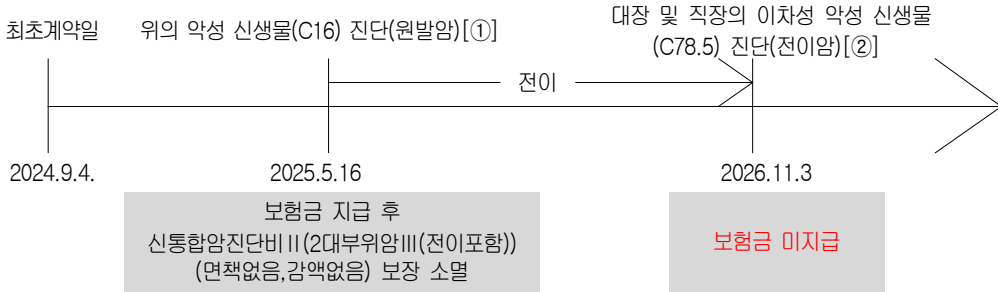 최초계약일
위의 악성 신생물(C16) 진단(원발암)[①]
대장 및 직장의 이차성 악성 신생물
(C78.5) 진단(전이암)[②]
전이
2024.9.4.
2025.5.16
2026.11.3
보험금 지급 후
신통합암진단비Ⅱ(2대부위암Ⅲ(전이포함))
(면책없음,감액없음) 보장 소멸
보험금 미지급